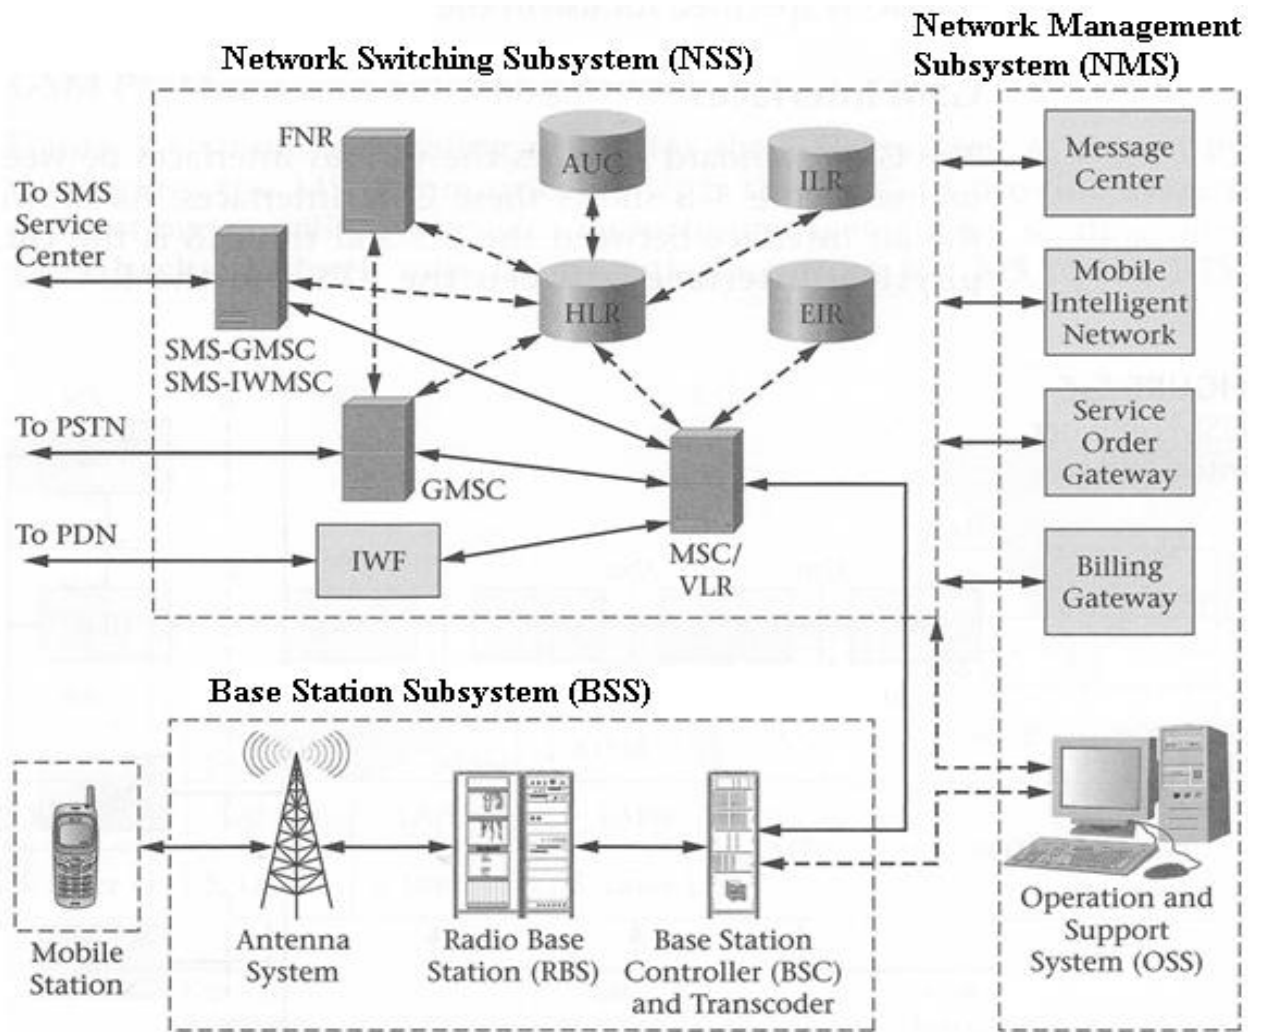 Network Management
Subsystem (NMS)
Network Switching Subsystem (NSS)
FNR
AUC
ILR
To SMS
Service
Center
HLR
EIR
SMS-GMSC
SMS-IWMSC
To PSTN
GMSC
To PDN
IWF
MSC/
VLR
Message
Center
Mobile
Intelligent
Network
Service
Order
Gateway
Billing
Gateway
Base Station Subsystem (BSS)
Mobile
Station
Antenna
System
Radio Base
Station (RBS)
Base Station
Controller (BSC)
and Transcoder
Operation and
Support
System (OSS)